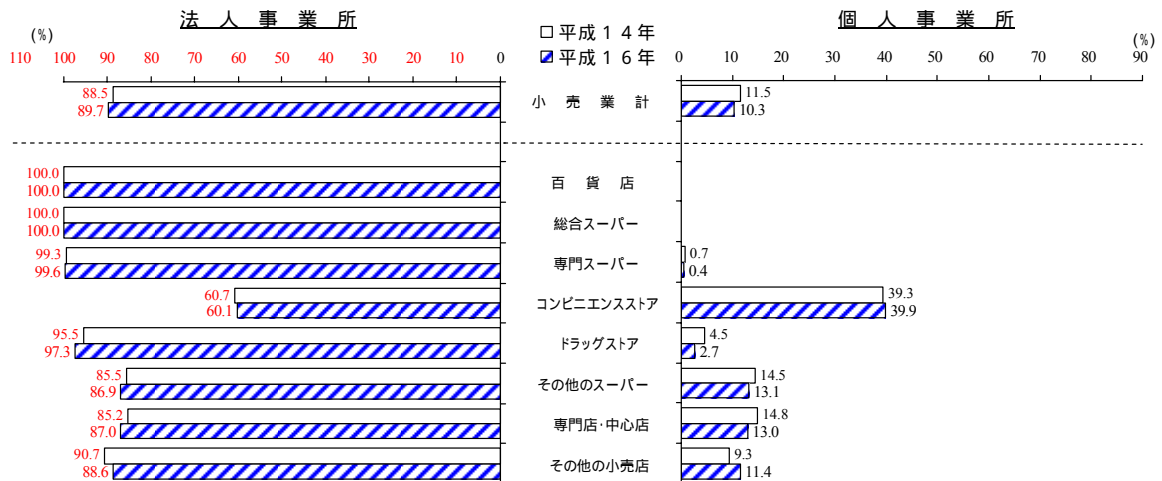 法 人 事 業 所
個 人 事 業 所
(%)
□ 平成１４年
平成１６年
(%)
110 100 90 80 70 60 50 40 30 20 10 0
0 10 20 30 40 50 60 70 80 90
88.5 小 売 業 計 11.5
89.7 10.3
100.0 百 貨 店
100.0
100.0 総合スーパー
100.0
99.3 専門スーパー 0.7
99.6 0.4
60.7 コンビニエンスストア 39.3
60.1 39.9
95.5 ドラッグストア 4.5
97.3 2.7
85.5 その他のスーパー 14.5
86.9 13.1
85.2 専門店･中心店 14.8
87.0 13.0
90.7 その他の小売店 9.3
88.6 11.4